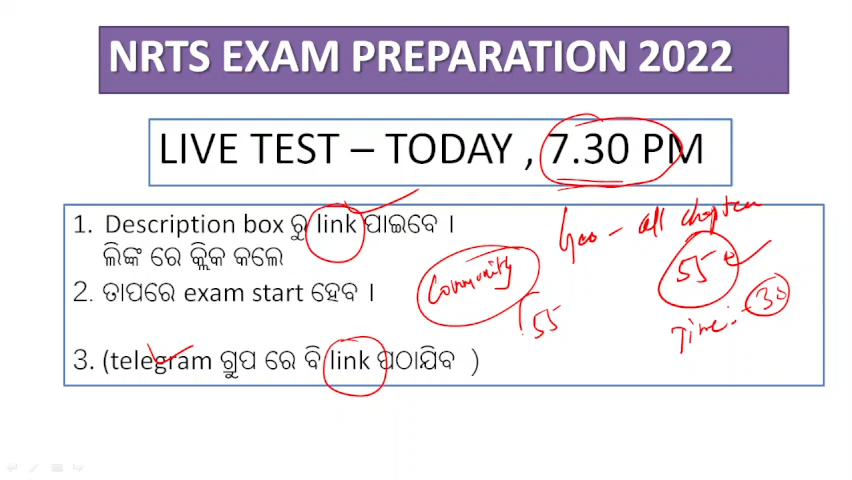 NRTS EXAM PREPARATION 2022
LIVE TEST – TODAY , 7.30 PM
1. Description box ରୁ link ପାଇବେ ।
ଲିଙ୍କ ରେ କ୍ଲିକ କଲେ
2. ତାପରେ exam start ହେବ ।
3. (telegram ଗ୍ରୁପ ରେ ବି link ପଠାଯିବ )
Geo – all chapter
Community
55
55
Time: 30